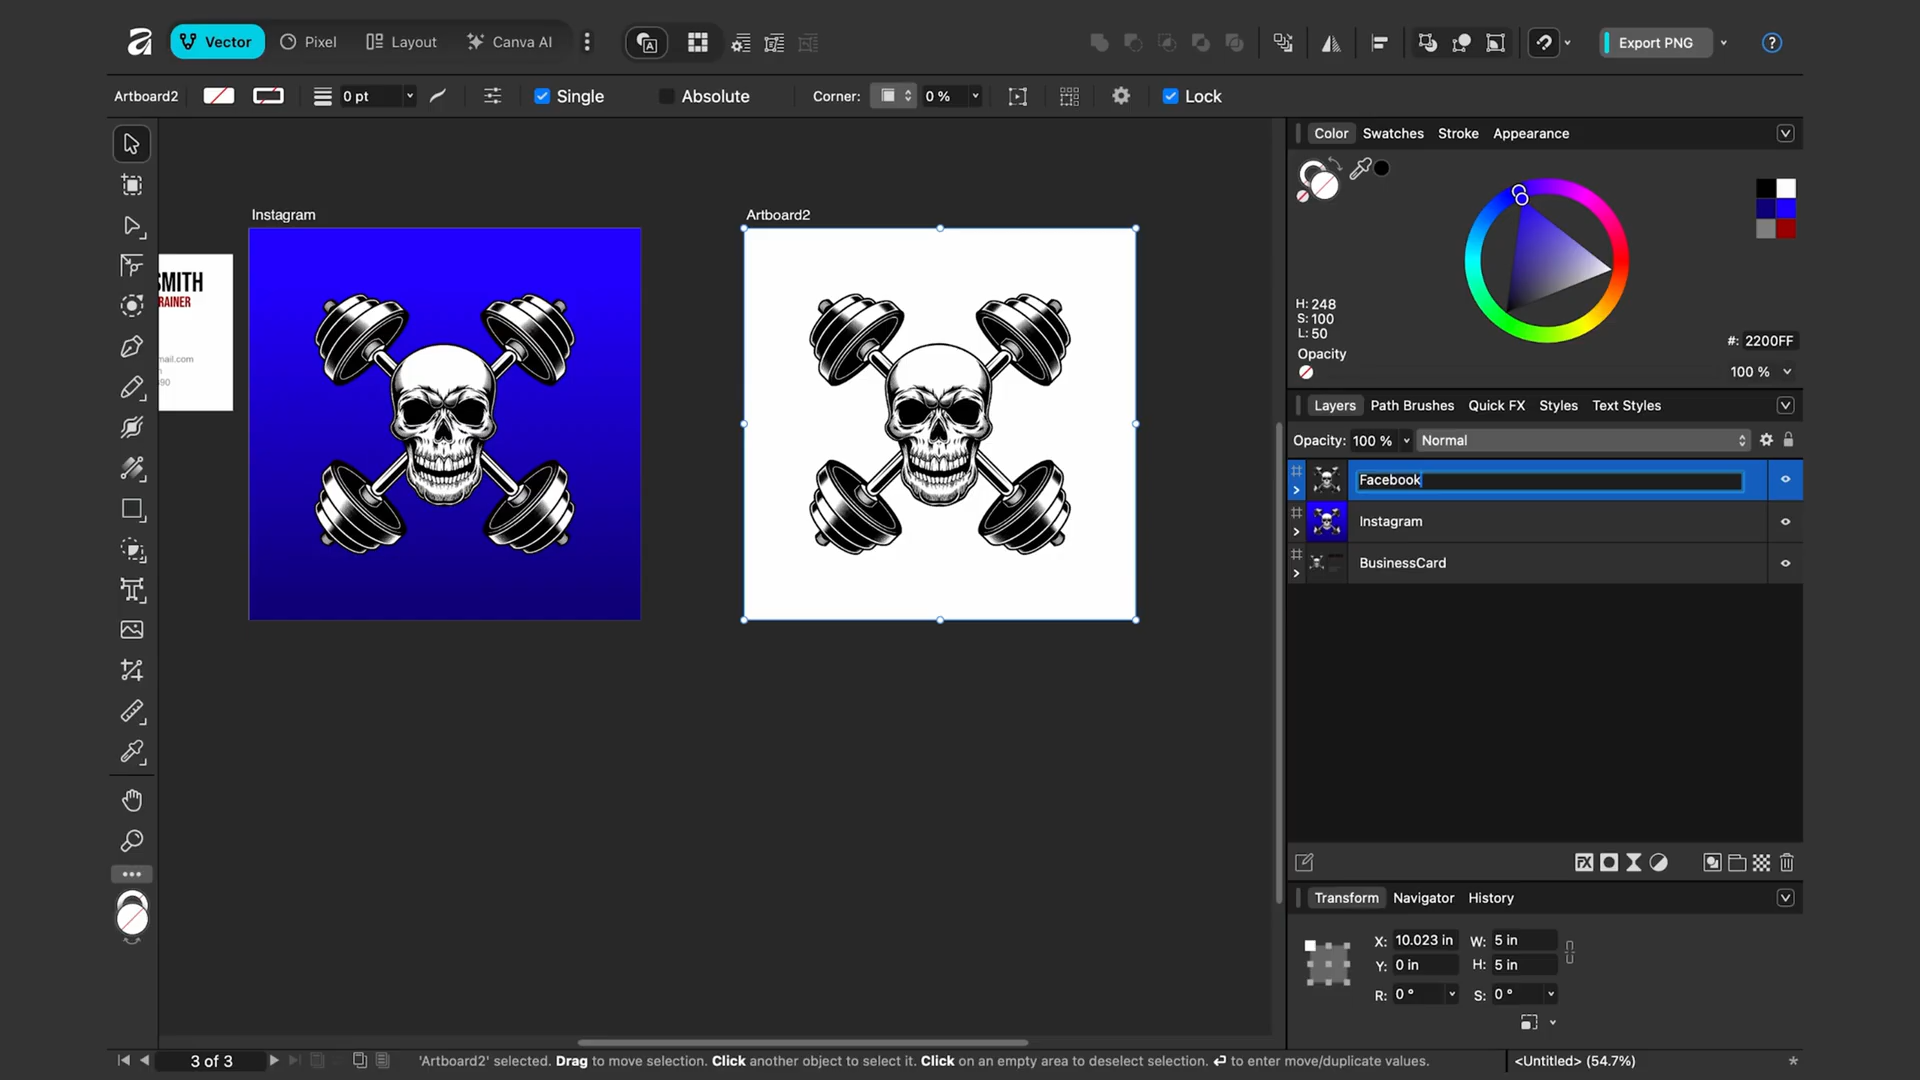 Vector
Pixel
Layout
Canva AI
Export PNG
?
Artboard2
0 pt
Single
Absolute
Corner:
0 %
Lock
Color
Swatches
Stroke
Appearance
H: 248
S: 100
L: 50
Opacity
#: 2200FF
100 %
Instagram
Artboard2
SMITH
RAINER
mail.com
Layers
Path Brushes
Quick FX
Styles
Text Styles
Opacity:
100 %
Normal
Facebook
Instagram
BusinessCard
FX
Transform
Navigator
History
X: 10.023 in
W: 5 in
Y: 0 in
H: 5 in
R: 0 °
S: 0 °
3 of 3
'Artboard2' selected. Drag to move selection. Click another object to select it. Click on an empty area to deselect selection. ↵ to enter move/duplicate values.
<Untitled> (54.7%)
*